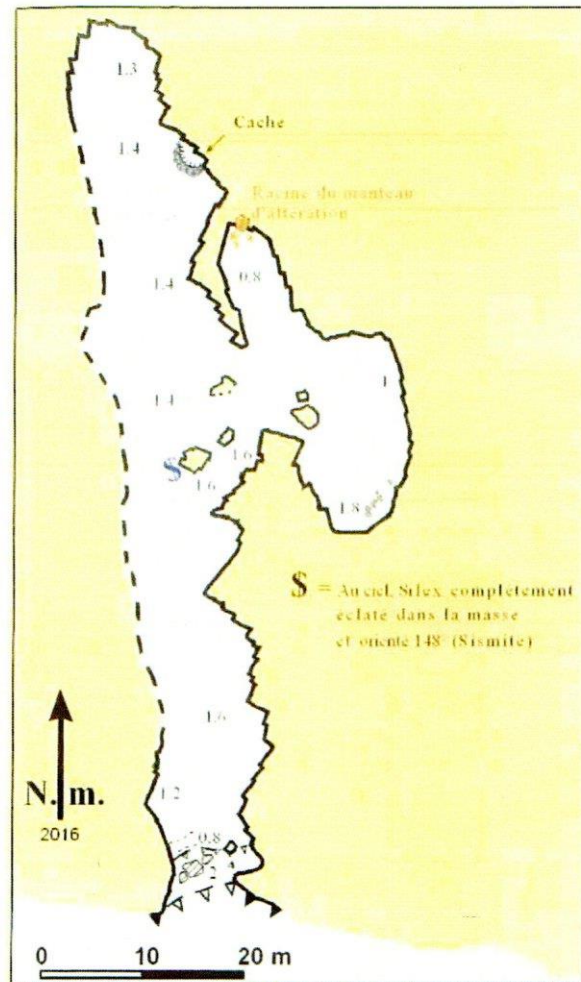 1.3
Cache
1.4
Racine du manteau
d'altération
0.8
1.4
1
1.4
1.6
$
1.6
1.8
$ = Au ciel, Silex complètement
éclaté dans la masse
et orienté 148 (Sismite)
1.6
1.2
N. m.
2016
0.8
2
0 10 20 m